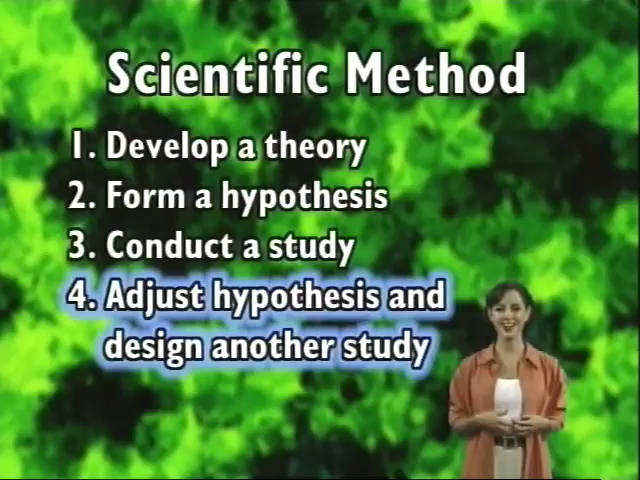 Scientific Method
1. Develop a theory
2. Form a hypothesis
3. Conduct a study
4. Adjust hypothesis and
design another study